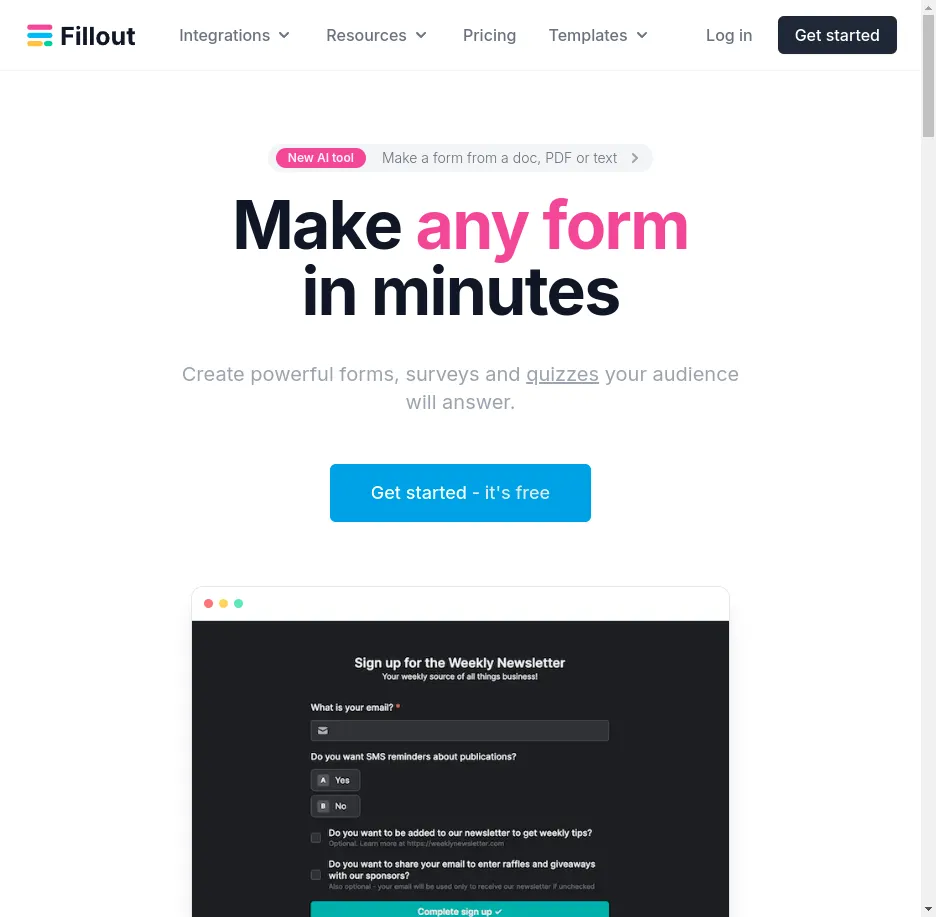 Fillout
Integrations
Resources
Pricing
Templates
Log in
Get started
New AI tool
Make a form from a doc, PDF or text
Make any form
in minutes
Create powerful forms, surveys and quizzes your audience
will answer.
Get started - it's free
Sign up for the Weekly Newsletter
Your weekly source of all things business!
What is your email? *
Do you want SMS reminders about publications?
A Yes
B No
Do you want to be added to our newsletter to get weekly tips?
Optional. Learn more at https://weeklynewsletter.com
Do you want to share your email to enter raffles and giveaways
with our sponsors?
Also optional - your email will be used only to receive our newsletter if unchecked
Complete sign up ✓